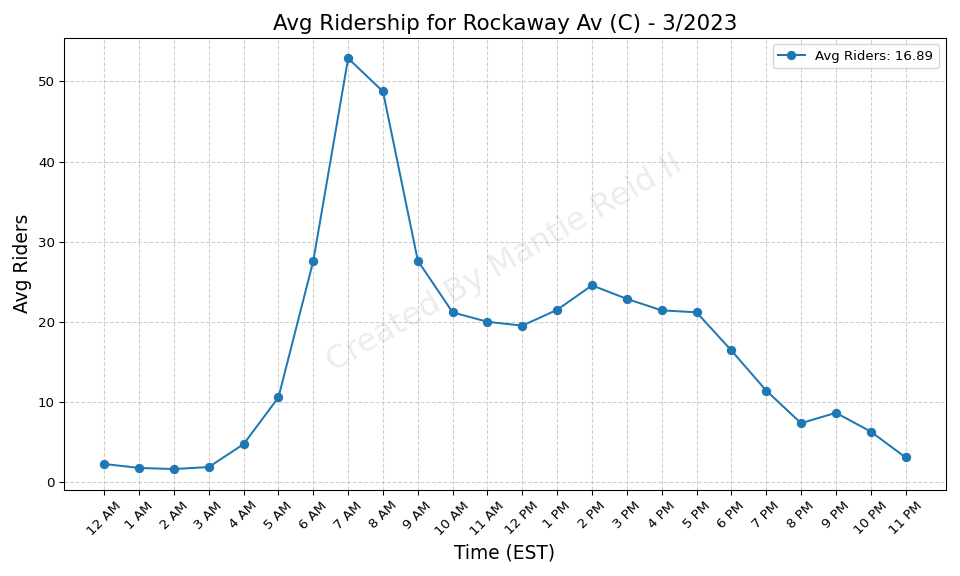 Avg Ridership for Rockaway Av (C) - 3/2023
Avg Riders: 16.89
Avg Riders
50
40
30
20
10
0
Created By Mantie Reid II
12 AM
1 AM
2 AM
3 AM
4 AM
5 AM
6 AM
7 AM
8 AM
9 AM
10 AM
11 AM
12 PM
1 PM
2 PM
3 PM
4 PM
5 PM
6 PM
7 PM
8 PM
9 PM
10 PM
11 PM
Time (EST)